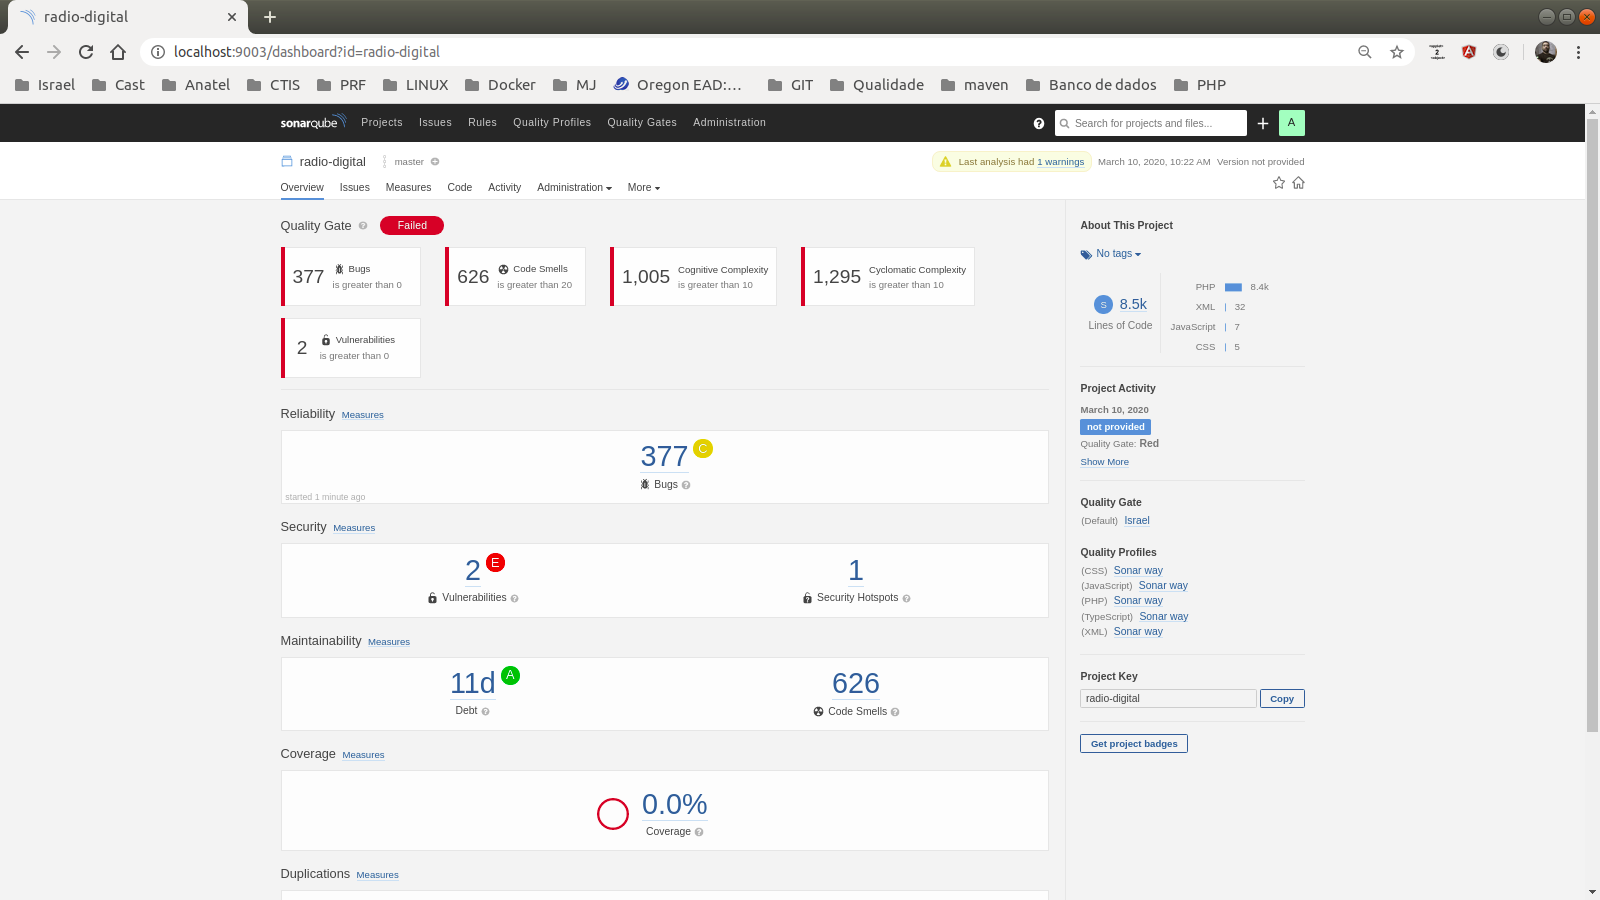 radio-digital
localhost:9003/dashboard?id=radio-digital
Israel Cast Anatel CTIS PRF LINUX Docker MJ Oregon EAD:... GIT Qualidade maven Banco de dados PHP
sonarqube Projects Issues Rules Quality Profiles Quality Gates Administration Search for projects and files... A
radio-digital master Last analysis had 1 warnings March 10, 2020, 10:22 AM Version not provided
Overview Issues Measures Code Activity Administration More
Quality Gate Failed
377 Bugs
is greater than 0
626 Code Smells
is greater than 20
1,005 Cognitive Complexity
is greater than 10
1,295 Cyclomatic Complexity
is greater than 10
2 Vulnerabilities
is greater than 0
Reliability Measures
377 C
Bugs
started 1 minute ago
Security Measures
2 E
Vulnerabilities
1
Security Hotspots
Maintainability Measures
11d A
Debt
626
Code Smells
Coverage Measures
0.0%
Coverage
Duplications Measures
About This Project
No tags
S 8.5k
Lines of Code
PHP 8.4k
XML 32
JavaScript 7
CSS 5
Project Activity
March 10, 2020
not provided
Quality Gate: Red
Show More
Quality Gate
(Default) Israel
Quality Profiles
(CSS) Sonar way
(JavaScript) Sonar way
(PHP) Sonar way
(TypeScript) Sonar way
(XML) Sonar way
Project Key
radio-digital Copy
Get project badges